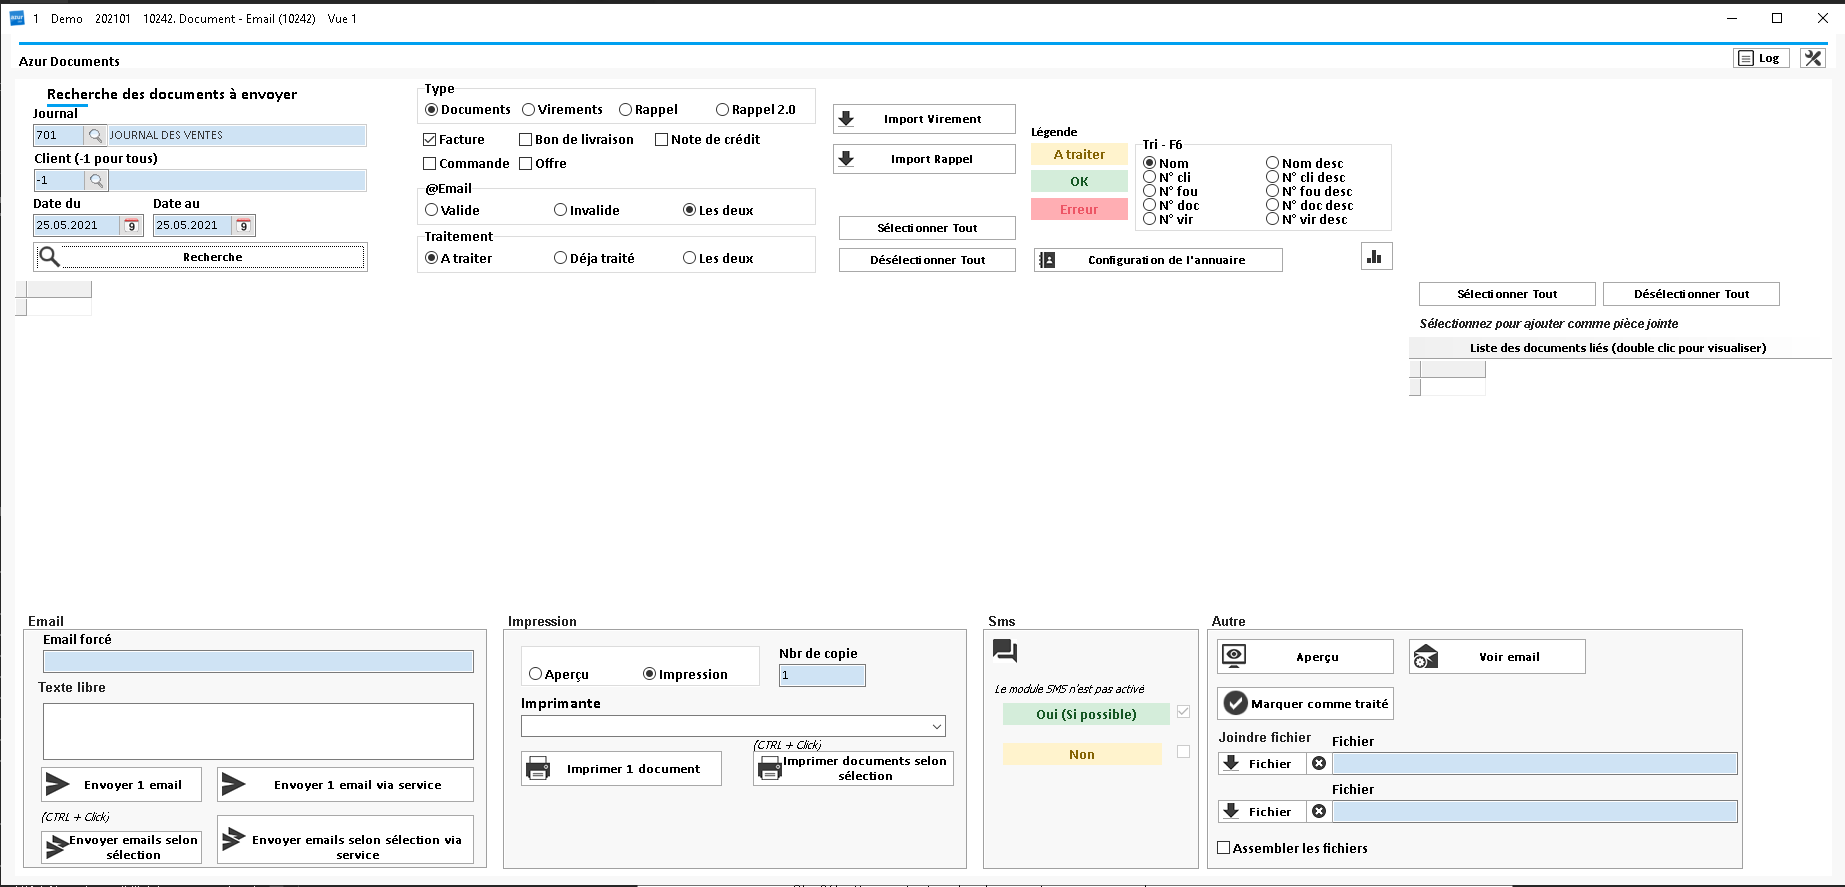 1 Demo 202101 10242. Document - Email (10242) Vue 1
Azur Documents
Log
Recherche des documents à envoyer
Journal
701 JOURNAL DES VENTES
Client (-1 pour tous)
-1
Date du Date au
25.05.2021 9 25.05.2021 9
Recherche
Type
Documents Virements Rappel Rappel 2.0
Facture Bon de livraison Note de crédit
Commande Offre
@Email
Valide Invalide Les deux
Traitement
A traiter Déja traité Les deux
Import Virement
Import Rappel
Sélectionner Tout
Désélectionner Tout
Légende
A traiter
OK
Erreur
Tri - F6
Nom Nom desc
N° cli N° cli desc
N° fou N° fou desc
N° doc N° doc desc
N° vir N° vir desc
Configuration de l'annuaire
Sélectionner Tout Désélectionner Tout
Sélectionnez pour ajouter comme pièce jointe
Liste des documents liés (double clic pour visualiser)
Email
Email forcé
Texte libre
Envoyer 1 email Envoyer 1 email via service
(CTRL + Click)
Envoyer emails selon sélection
Envoyer emails selon sélection via service
Impression
Aperçu Impression
Nbr de copie
1
Imprimante
Imprimer 1 document
(CTRL + Click)
Imprimer documents selon sélection
Sms
Le module SMS n'est pas activé
Oui (Si possible)
Non
Autre
Aperçu Voir email
Marquer comme traité
Joindre fichier Fichier
Fichier
Fichier
Fichier
Assembler les fichiers